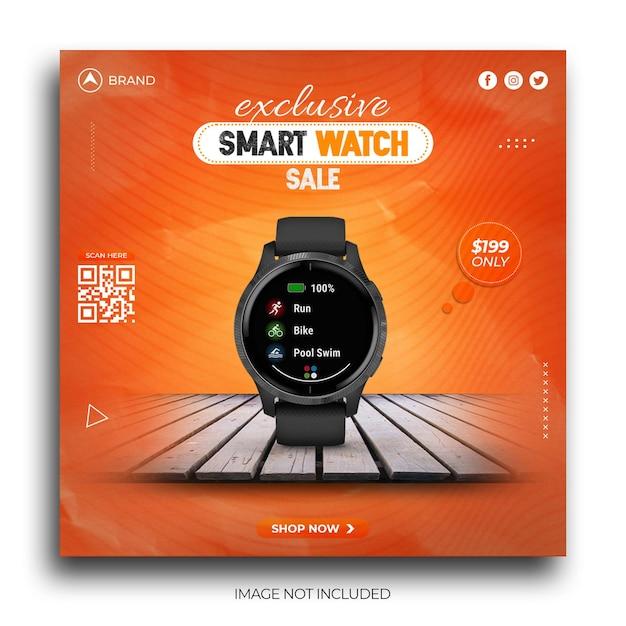 BRAND
exclusive
SMART WATCH
SALE
SCAN HERE
$199
ONLY
100%
Run
Bike
Pool Swim
SHOP NOW
IMAGE NOT INCLUDED